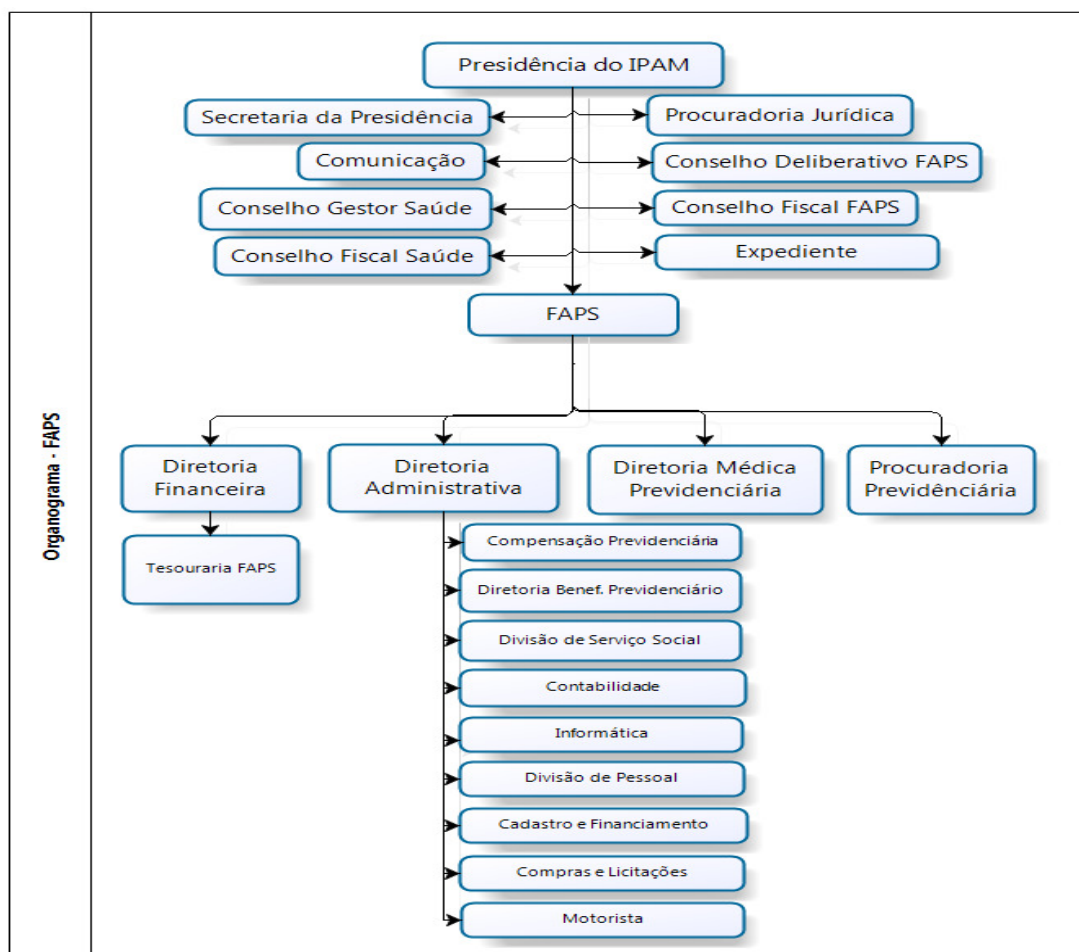 Organograma - FAPS
Presidência do IPAM
Secretaria da Presidência
Procuradoria Jurídica
Comunicação
Conselho Deliberativo FAPS
Conselho Gestor Saúde
Conselho Fiscal FAPS
Conselho Fiscal Saúde
Expediente
FAPS
Diretoria
Financeira
Diretoria
Administrativa
Diretoria Médica
Previdenciária
Procuradoria
Previdênciária
Tesouraria FAPS
Compensação Previdenciária
Diretoria Benef. Previdenciário
Divisão de Serviço Social
Contabilidade
Informática
Divisão de Pessoal
Cadastro e Financiamento
Compras e Licitações
Motorista